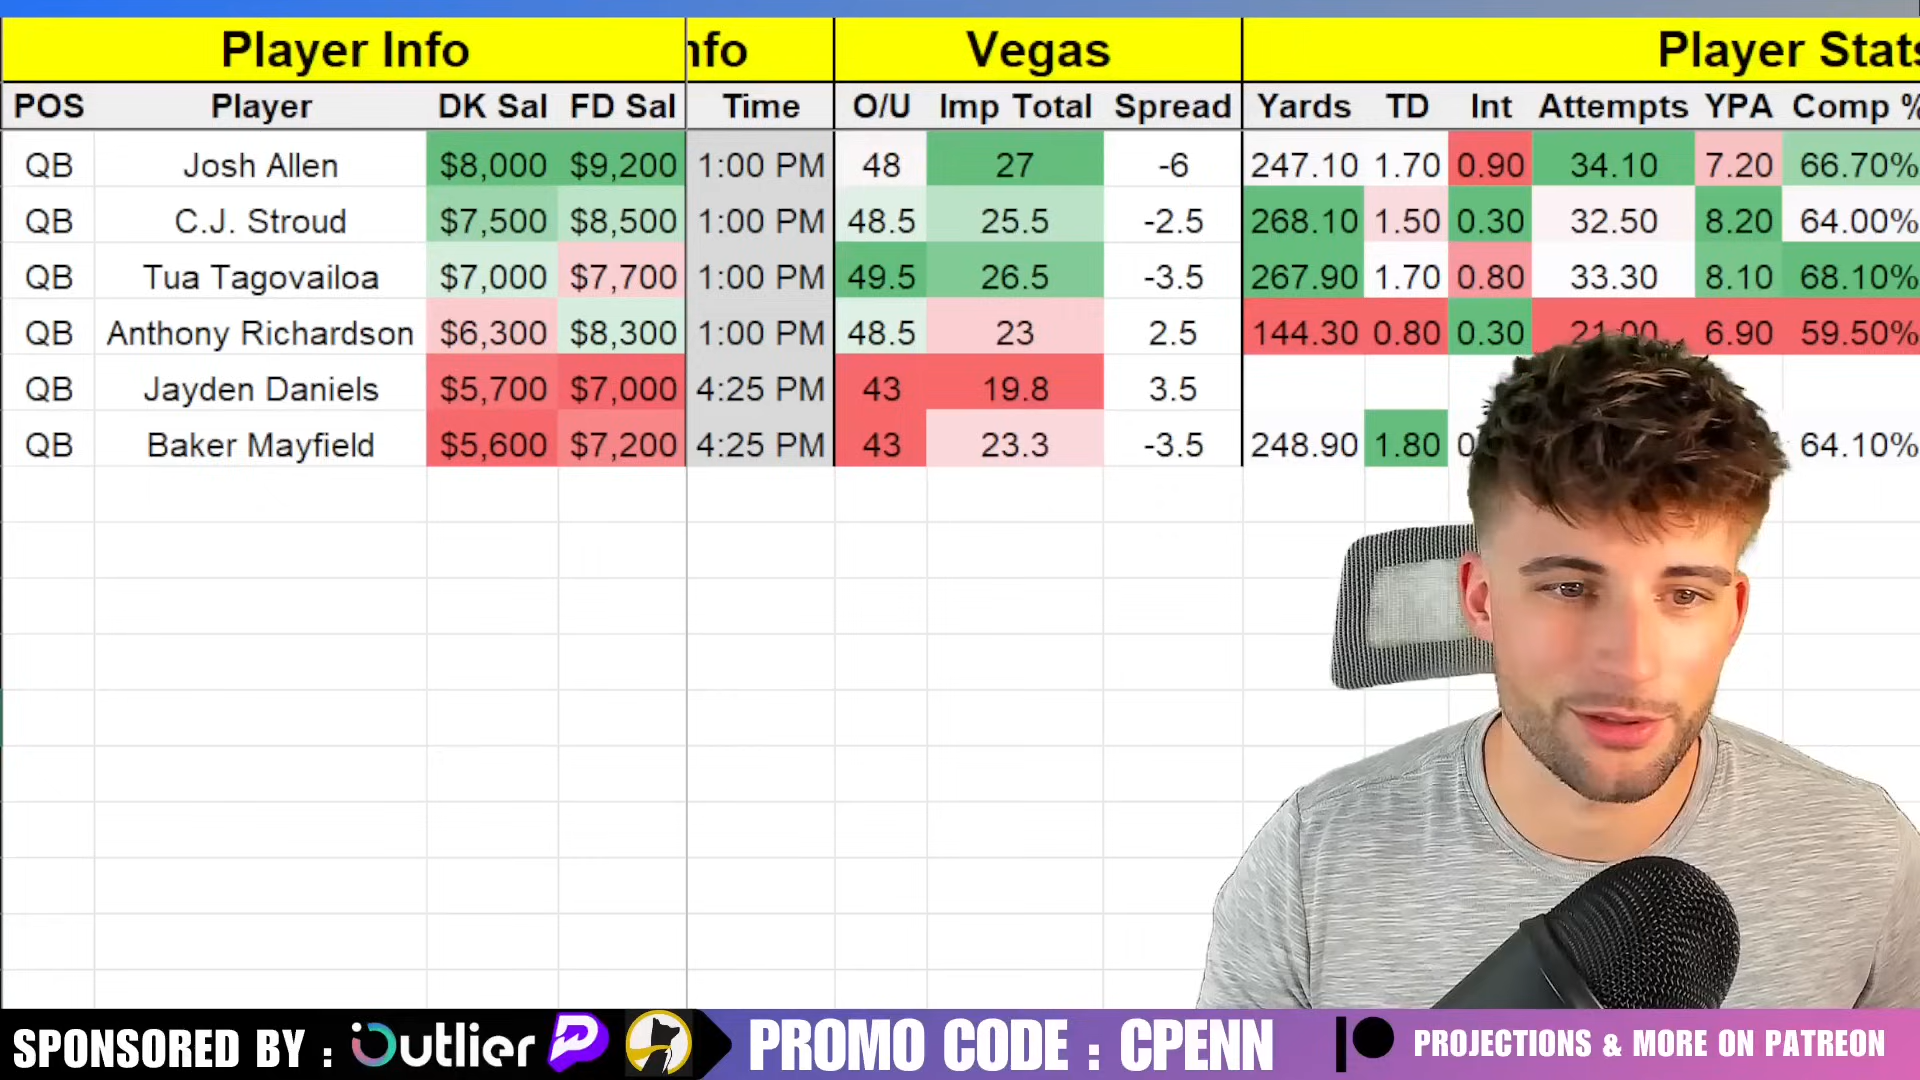 Player Info nfo Vegas Player Stats
POS Player DK Sal FD Sal Time O/U Imp Total Spread Yards TD Int Attempts YPA Comp %
QB Josh Allen $8,000 $9,200 1:00 PM 48 27 -6 247.10 1.70 0.90 34.10 7.20 66.70%
QB C.J. Stroud $7,500 $8,500 1:00 PM 48.5 25.5 -2.5 268.10 1.50 0.30 32.50 8.20 64.00%
QB Tua Tagovailoa $7,000 $7,700 1:00 PM 49.5 26.5 -3.5 267.90 1.70 0.80 33.30 8.10 68.10%
QB Anthony Richardson $6,300 $8,300 1:00 PM 48.5 23 2.5 144.30 0.80 0.30 21.00 6.90 59.50%
QB Jayden Daniels $5,700 $7,000 4:25 PM 43 19.8 3.5
QB Baker Mayfield $5,600 $7,200 4:25 PM 43 23.3 -3.5 248.90 1.80 0 64.10%
SPONSORED BY : Outlier PROMO CODE : CPENN PROJECTIONS & MORE ON PATREON